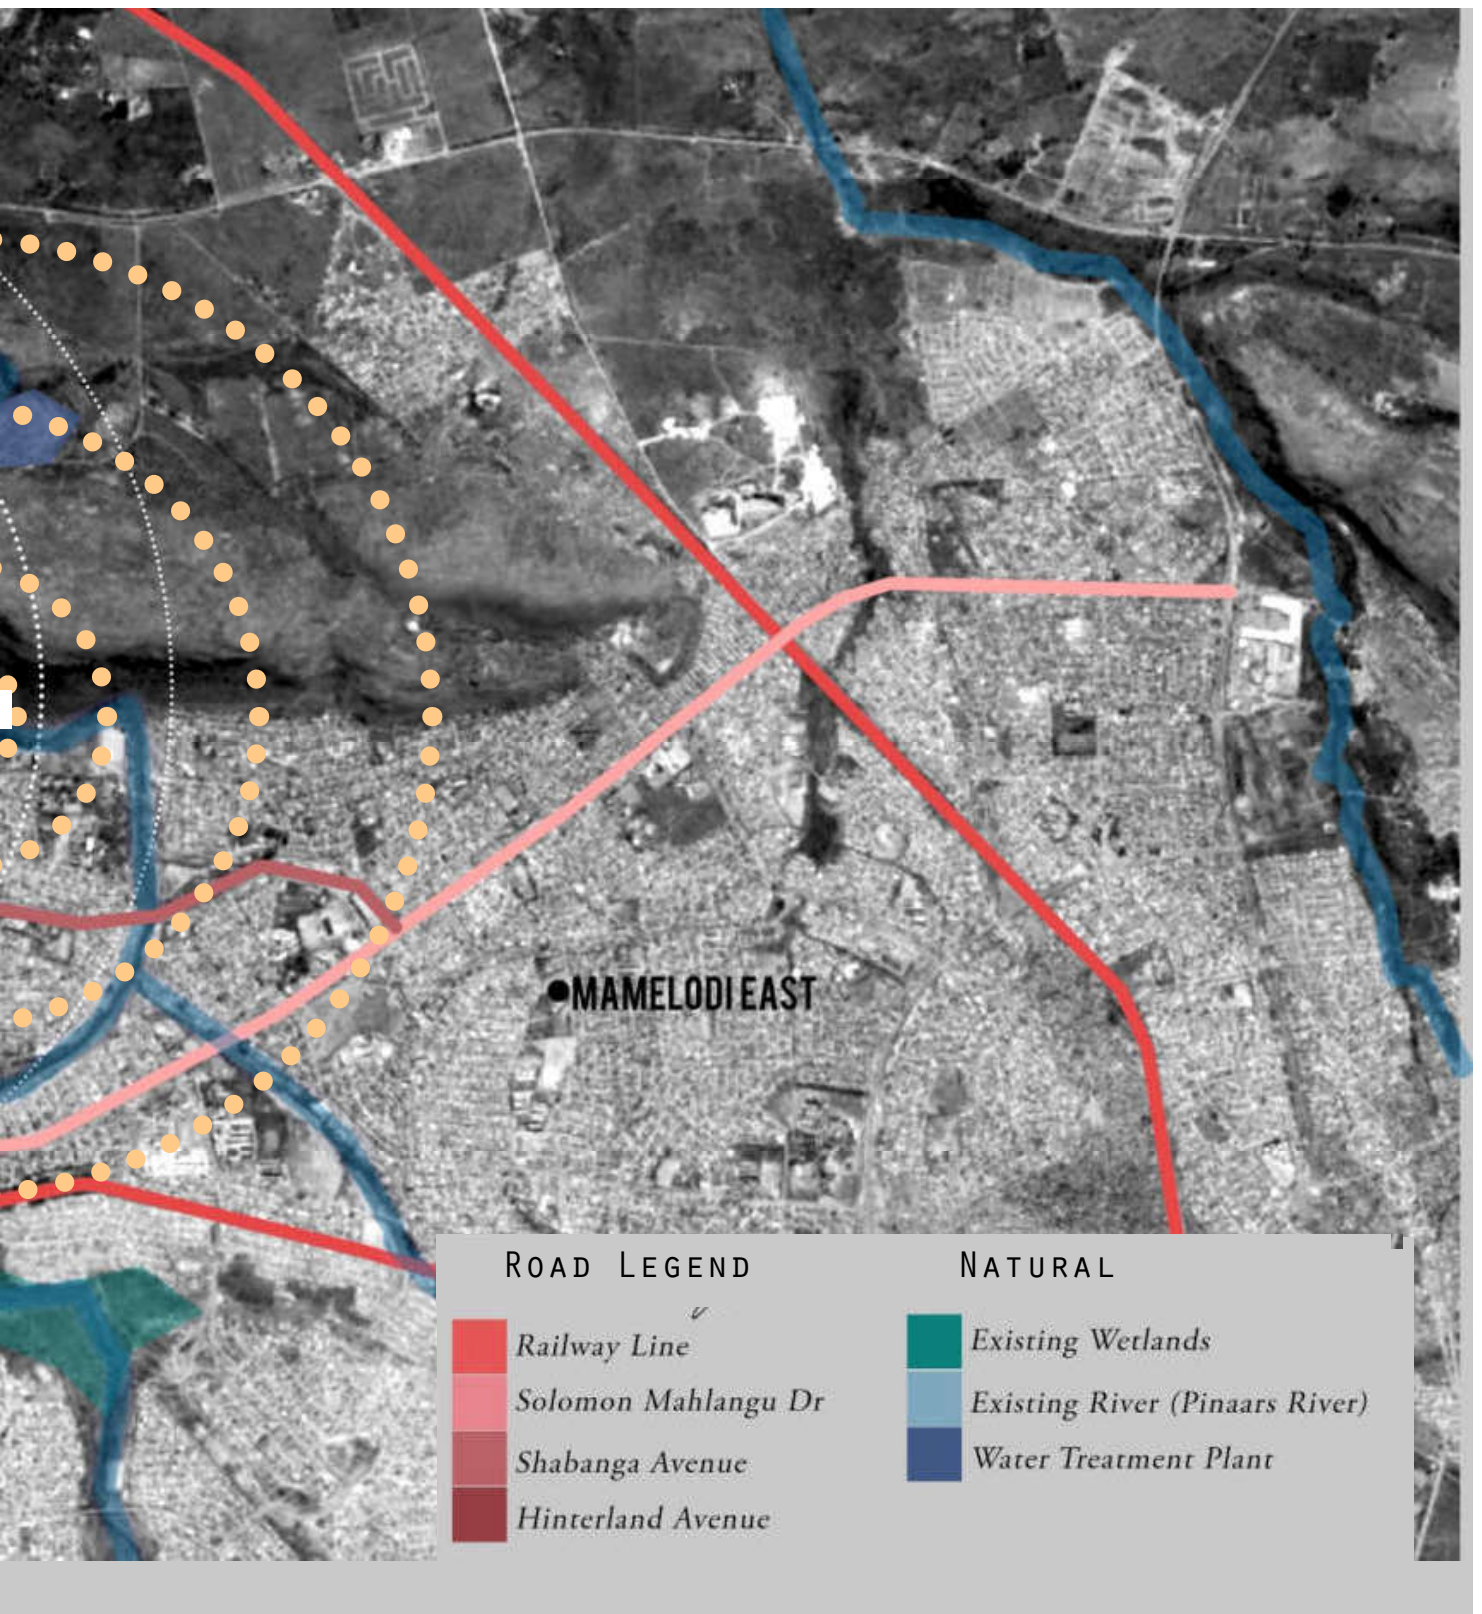 MAMELODI EAST
ROAD LEGEND
Railway Line
Solomon Mahlangu Dr
Shabanga Avenue
Hinterland Avenue
NATURAL
Existing Wetlands
Existing River (Pinaars River)
Water Treatment Plant